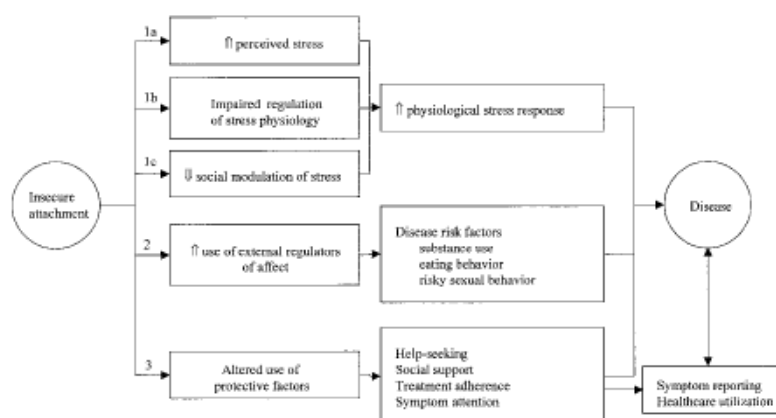 1a
⇑ perceived stress
1b
Impaired regulation
of stress physiology
⇑ physiological stress response
1c
⇓ social modulation of stress
Insecure
attachment
Disease
2
⇑ use of external regulators
of affect
Disease risk factors
substance use
eating behavior
risky sexual behavior
3
Altered use of
protective factors
Help-seeking
Social support
Treatment adherence
Symptom attention
Symptom reporting
Healthcare utilization